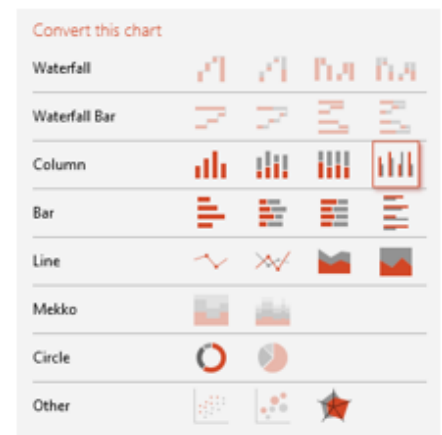 Convert this chart
Waterfall
Waterfall Bar
Column
Bar
Line
Mekko
Circle
Other